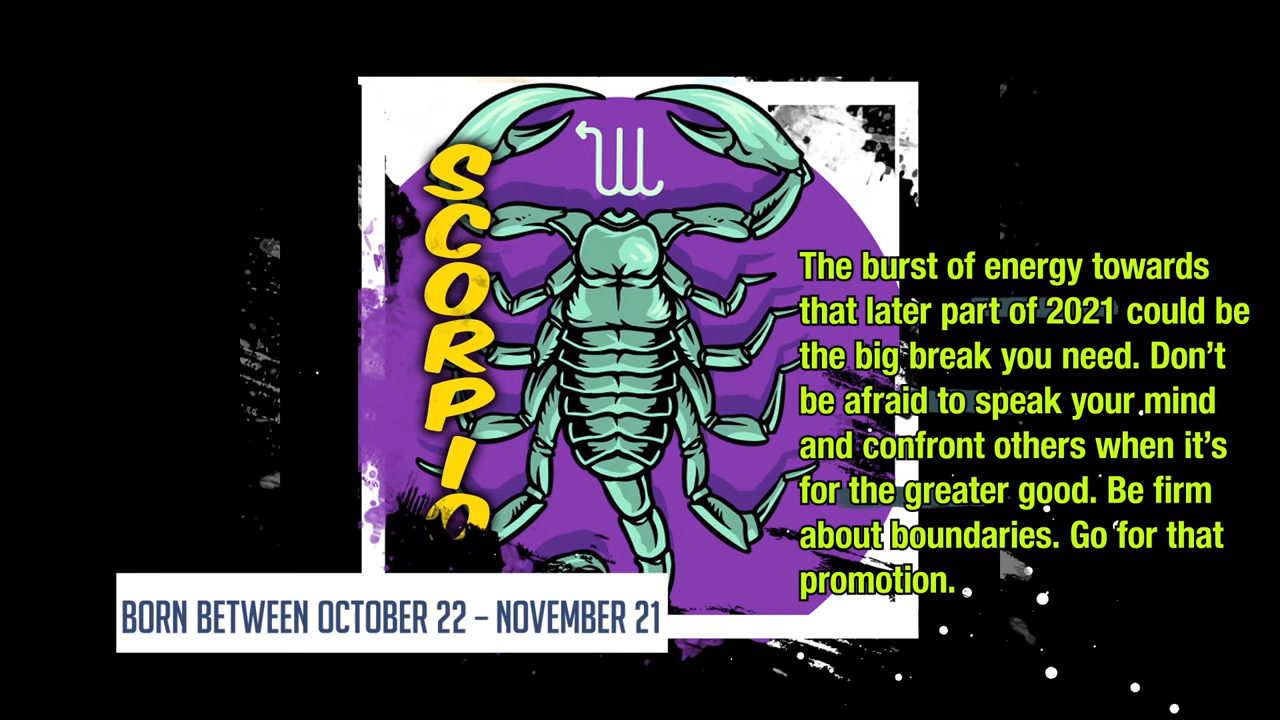 SCORPIO
The burst of energy towards
that later part of 2021 could be
the big break you need. Don’t
be afraid to speak your mind
and confront others when it’s
for the greater good. Be firm
about boundaries. Go for that
promotion.
BORN BETWEEN OCTOBER 22 – NOVEMBER 21